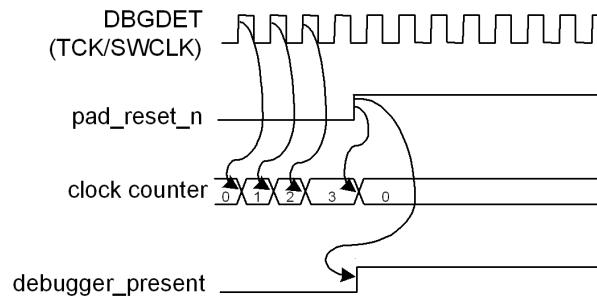 DBGDET
(TCK/SWCLK)
pad_reset_n
clock counter
0 1 2 3 0
debugger_present